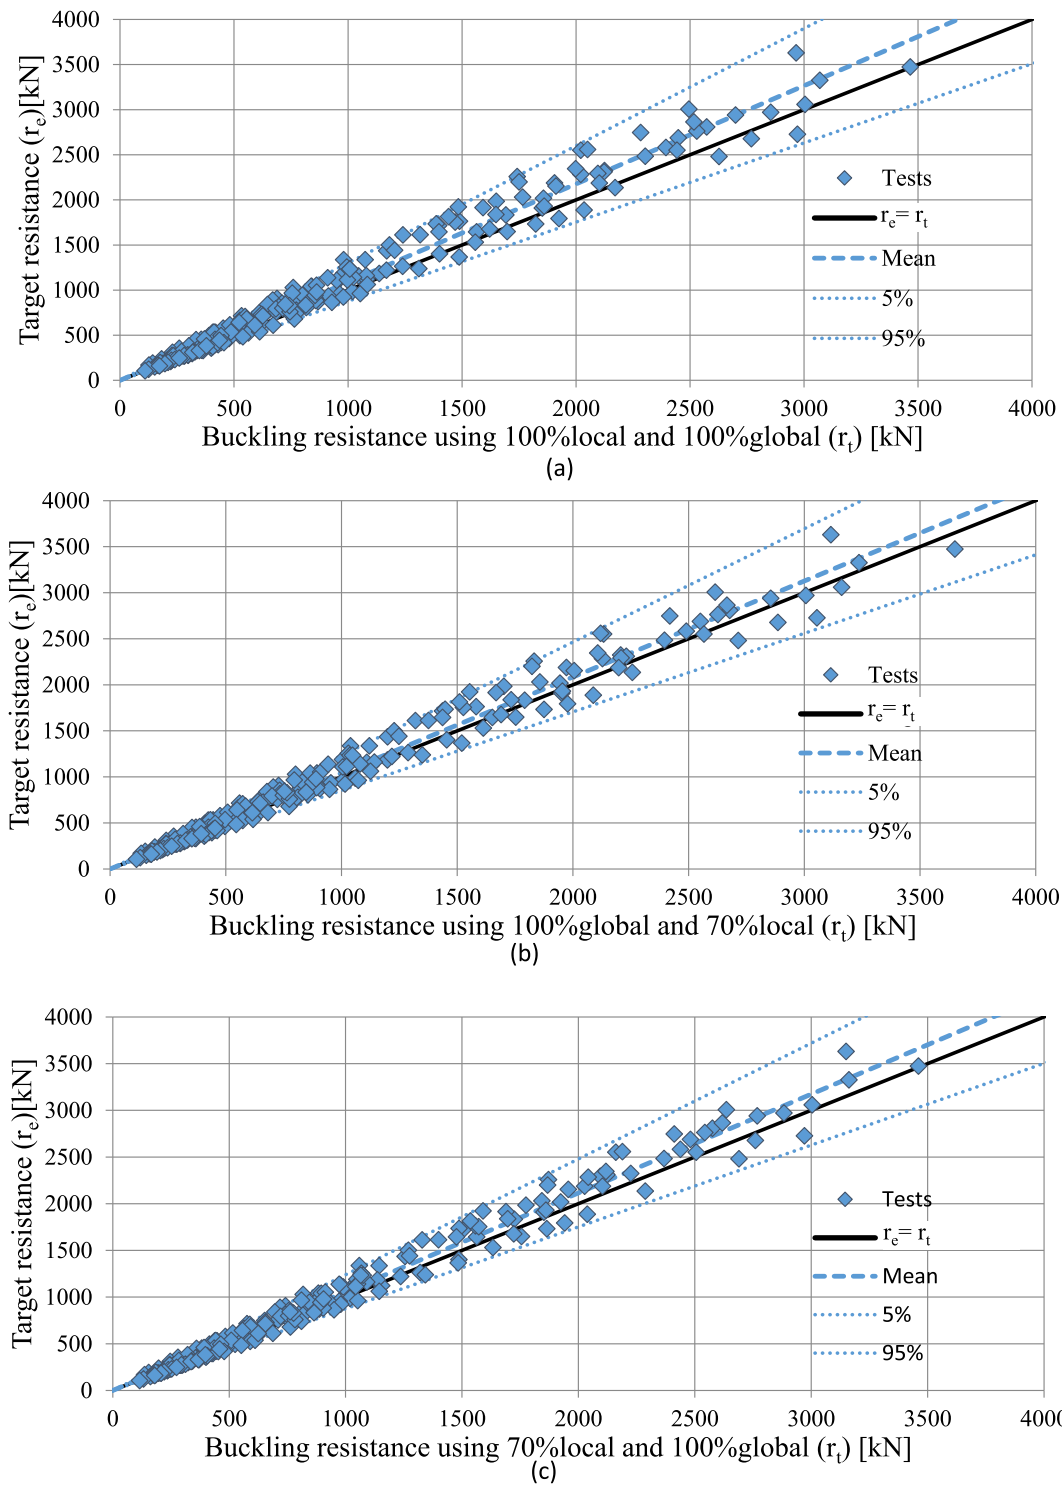 4000
3500
3000
2500
2000
1500
1000
500
0
Target resistance (re)[kN]
Tests
re= rt
Mean
5%
95%
0 500 1000 1500 2000 2500 3000 3500 4000
Buckling resistance using 100%local and 100%global (rt) [kN]
(a)
4000
3500
3000
2500
2000
1500
1000
500
0
Target resistance (re)[kN]
Tests
re= rt
Mean
5%
95%
0 500 1000 1500 2000 2500 3000 3500 4000
Buckling resistance using 100%global and 70%local (rt) [kN]
(b)
4000
3500
3000
2500
2000
1500
1000
500
0
Target resistance (re)[kN]
Tests
re= rt
Mean
5%
95%
0 500 1000 1500 2000 2500 3000 3500 4000
Buckling resistance using 70%local and 100%global (rt) [kN]
(c)